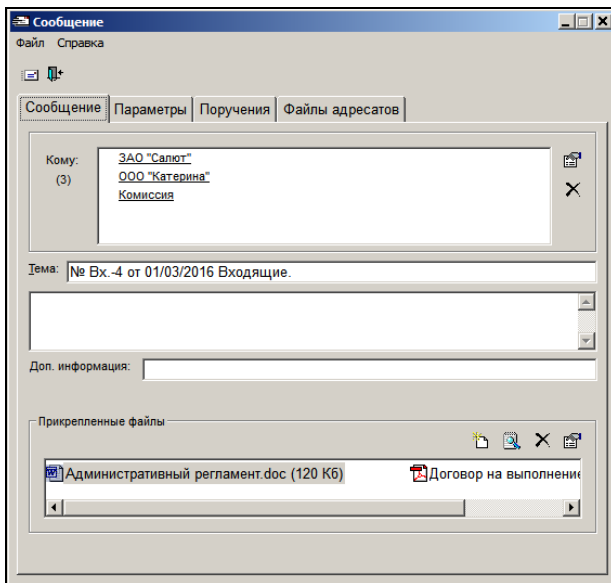 Сообщение
Файл Справка
Сообщение Параметры Поручения Файлы адресатов
Кому:
(3)
ЗАО "Салют"
ООО "Катерина"
Комиссия
Тема: № Вх.-4 от 01/03/2016 Входящие.
Доп. информация:
Прикрепленные файлы
Административный регламент.doc (120 Кб) Договор на выполнение